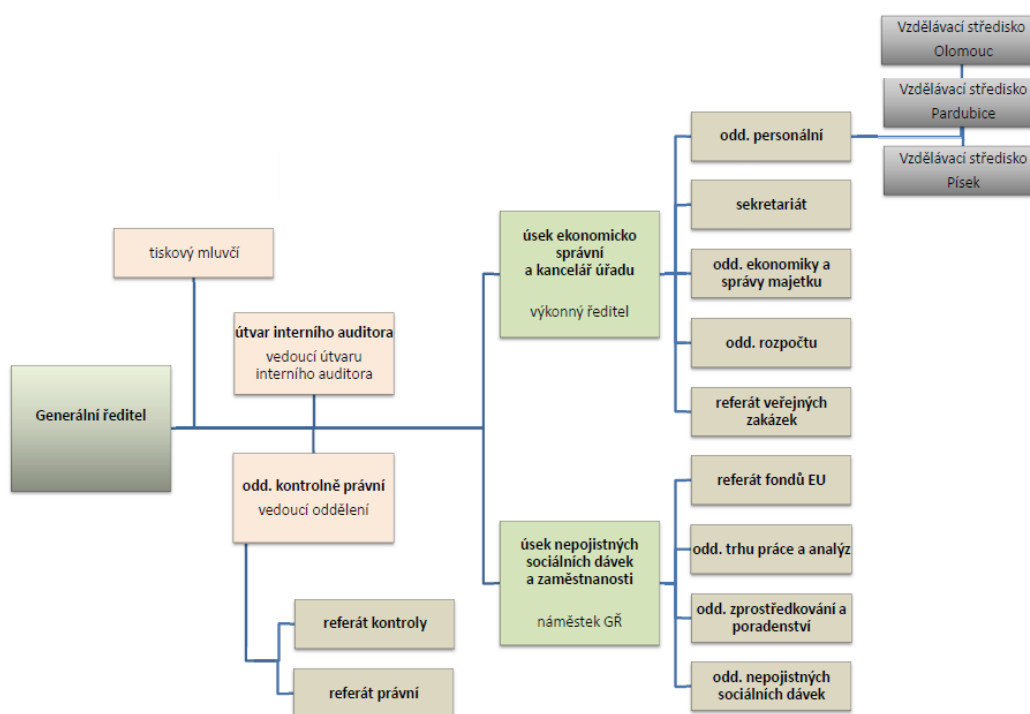 Vzdělávací středisko
Olomouc
Vzdělávací středisko
Pardubice
Vzdělávací středisko
Písek
odd. personální
sekretariát
odd. ekonomiky a
správy majetku
odd. rozpočtu
referát veřejných
zakázek
úsek ekonomicko
správní
a kancelář úřadu
výkonný ředitel
tiskový mluvčí
útvar interního auditora
vedoucí útvaru
interního auditora
Generální ředitel
odd. kontrolně právní
vedoucí oddělení
referát kontroly
referát právní
úsek nepojistných
sociálních dávek
a zaměstnanosti
náměstek GŘ
referát fondů EU
odd. trhu práce a analýz
odd. zprostředkování a
poradenství
odd. nepojistných
sociálních dávek